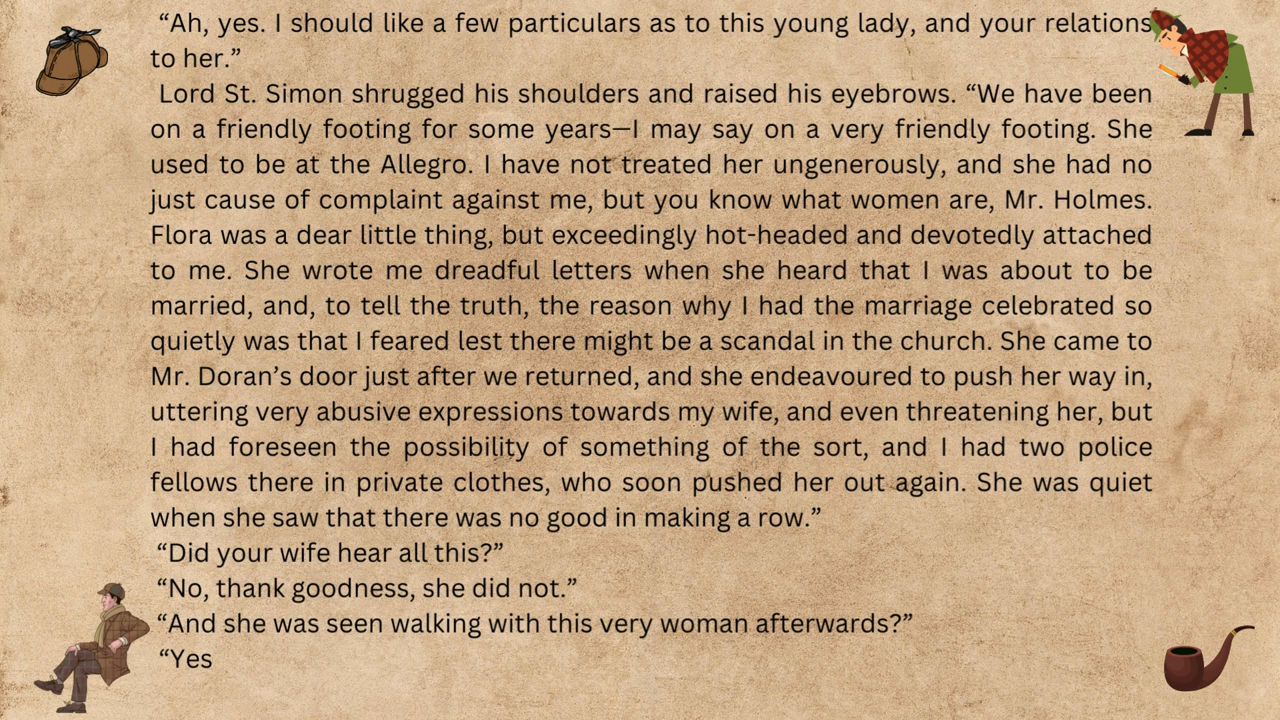 “Ah, yes. I should like a few particulars as to this young lady, and your relations
to her.”
Lord St. Simon shrugged his shoulders and raised his eyebrows. “We have been
on a friendly footing for some years—I may say on a very friendly footing. She
used to be at the Allegro. I have not treated her ungenerously, and she had no
just cause of complaint against me, but you know what women are, Mr. Holmes.
Flora was a dear little thing, but exceedingly hot-headed and devotedly attached
to me. She wrote me dreadful letters when she heard that I was about to be
married, and, to tell the truth, the reason why I had the marriage celebrated so
quietly was that I feared lest there might be a scandal in the church. She came to
Mr. Doran’s door just after we returned, and she endeavoured to push her way in,
uttering very abusive expressions towards my wife, and even threatening her, but
I had foreseen the possibility of something of the sort, and I had two police
fellows there in private clothes, who soon pushed her out again. She was quiet
when she saw that there was no good in making a row.”
“Did your wife hear all this?”
“No, thank goodness, she did not.”
“And she was seen walking with this very woman afterwards?”
“Yes